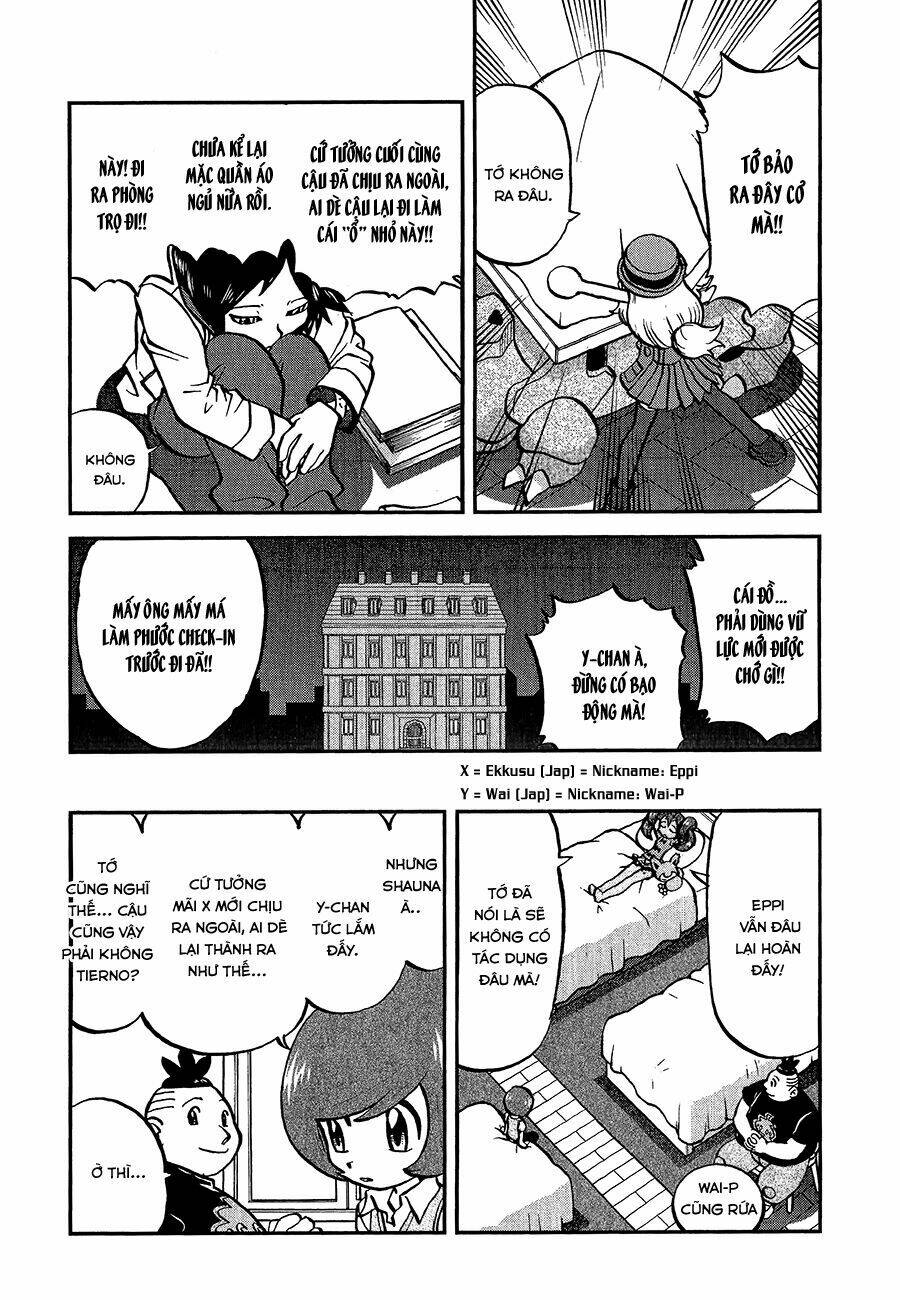 TỚ BẢO
RA ĐÂY CƠ
MÀ!!
TỚ KHÔNG
RA ĐÂU.
CỨ TƯỞNG CUỐI CÙNG
CẬU ĐÃ CHỊU RA NGOÀI,
AI DÈ CẬU LẠI ĐI LÀM
CÁI "Ổ" NHỎ NÀY!!
CHƯA KỂ LẠI
MẶC QUẦN ÁO
NGỦ NỮA RỒI.
NÀY! ĐI
RA PHÒNG
TRỌ ĐI!!
KHÔNG
ĐÂU.
CÁI ĐỒ...
PHẢI DÙNG VŨ
LỰC MỚI ĐƯỢC
CHỚ GÌ!!
Y-CHAN À,
ĐỪNG CÓ BẠO
ĐỘNG MÀ!
MẤY ÔNG MẤY MÁ
LÀM PHƯỚC CHECK-IN
TRƯỚC ĐI ĐÃ!!
X = Ekkusu (Jap) = Nickname: Eppi
Y = Wai (Jap) = Nickname: Wai-P
EPPI
VẪN ĐÂU
LẠI HOÀN
ĐẤY!
TỚ ĐÃ
NÓI LÀ SẼ
KHÔNG CÓ
TÁC DỤNG
ĐÂU MÀ!
WAI-P
CŨNG RỨA
NHƯNG
SHAUNA
À..
Y-CHAN
TỨC LẮM
ĐẤY.
CỨ TƯỞNG
MÃI X MỚI CHỊU
RA NGOÀI, AI DÈ
LẠI THÀNH RA
NHƯ THẾ...
TỚ
CŨNG NGHĨ
THẾ... CẬU
CŨNG VẬY
PHẢI KHÔNG
TIERNO?
Ờ THÌ...